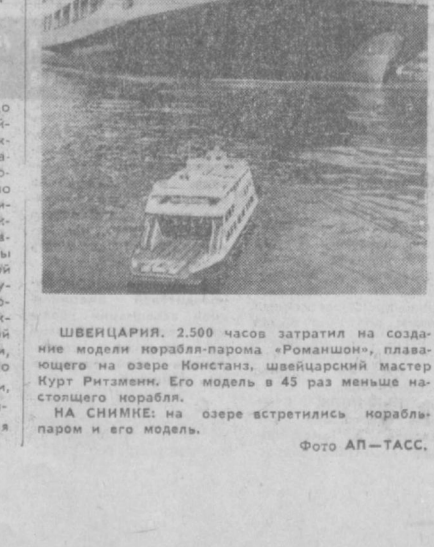 ШВЕЙЦАРИЯ. 2.500 часов затратил на созда-
ние модели корабля-парома «Романшон», плава-
ющего на озере Констанз, швейцарский мастер
Курт Ритзменн. Его модель в 45 раз меньше на-
стоящего корабля.
НА СНИМКЕ: на озере встретились корабль-
паром и его модель.
Фото АП—ТАСС.